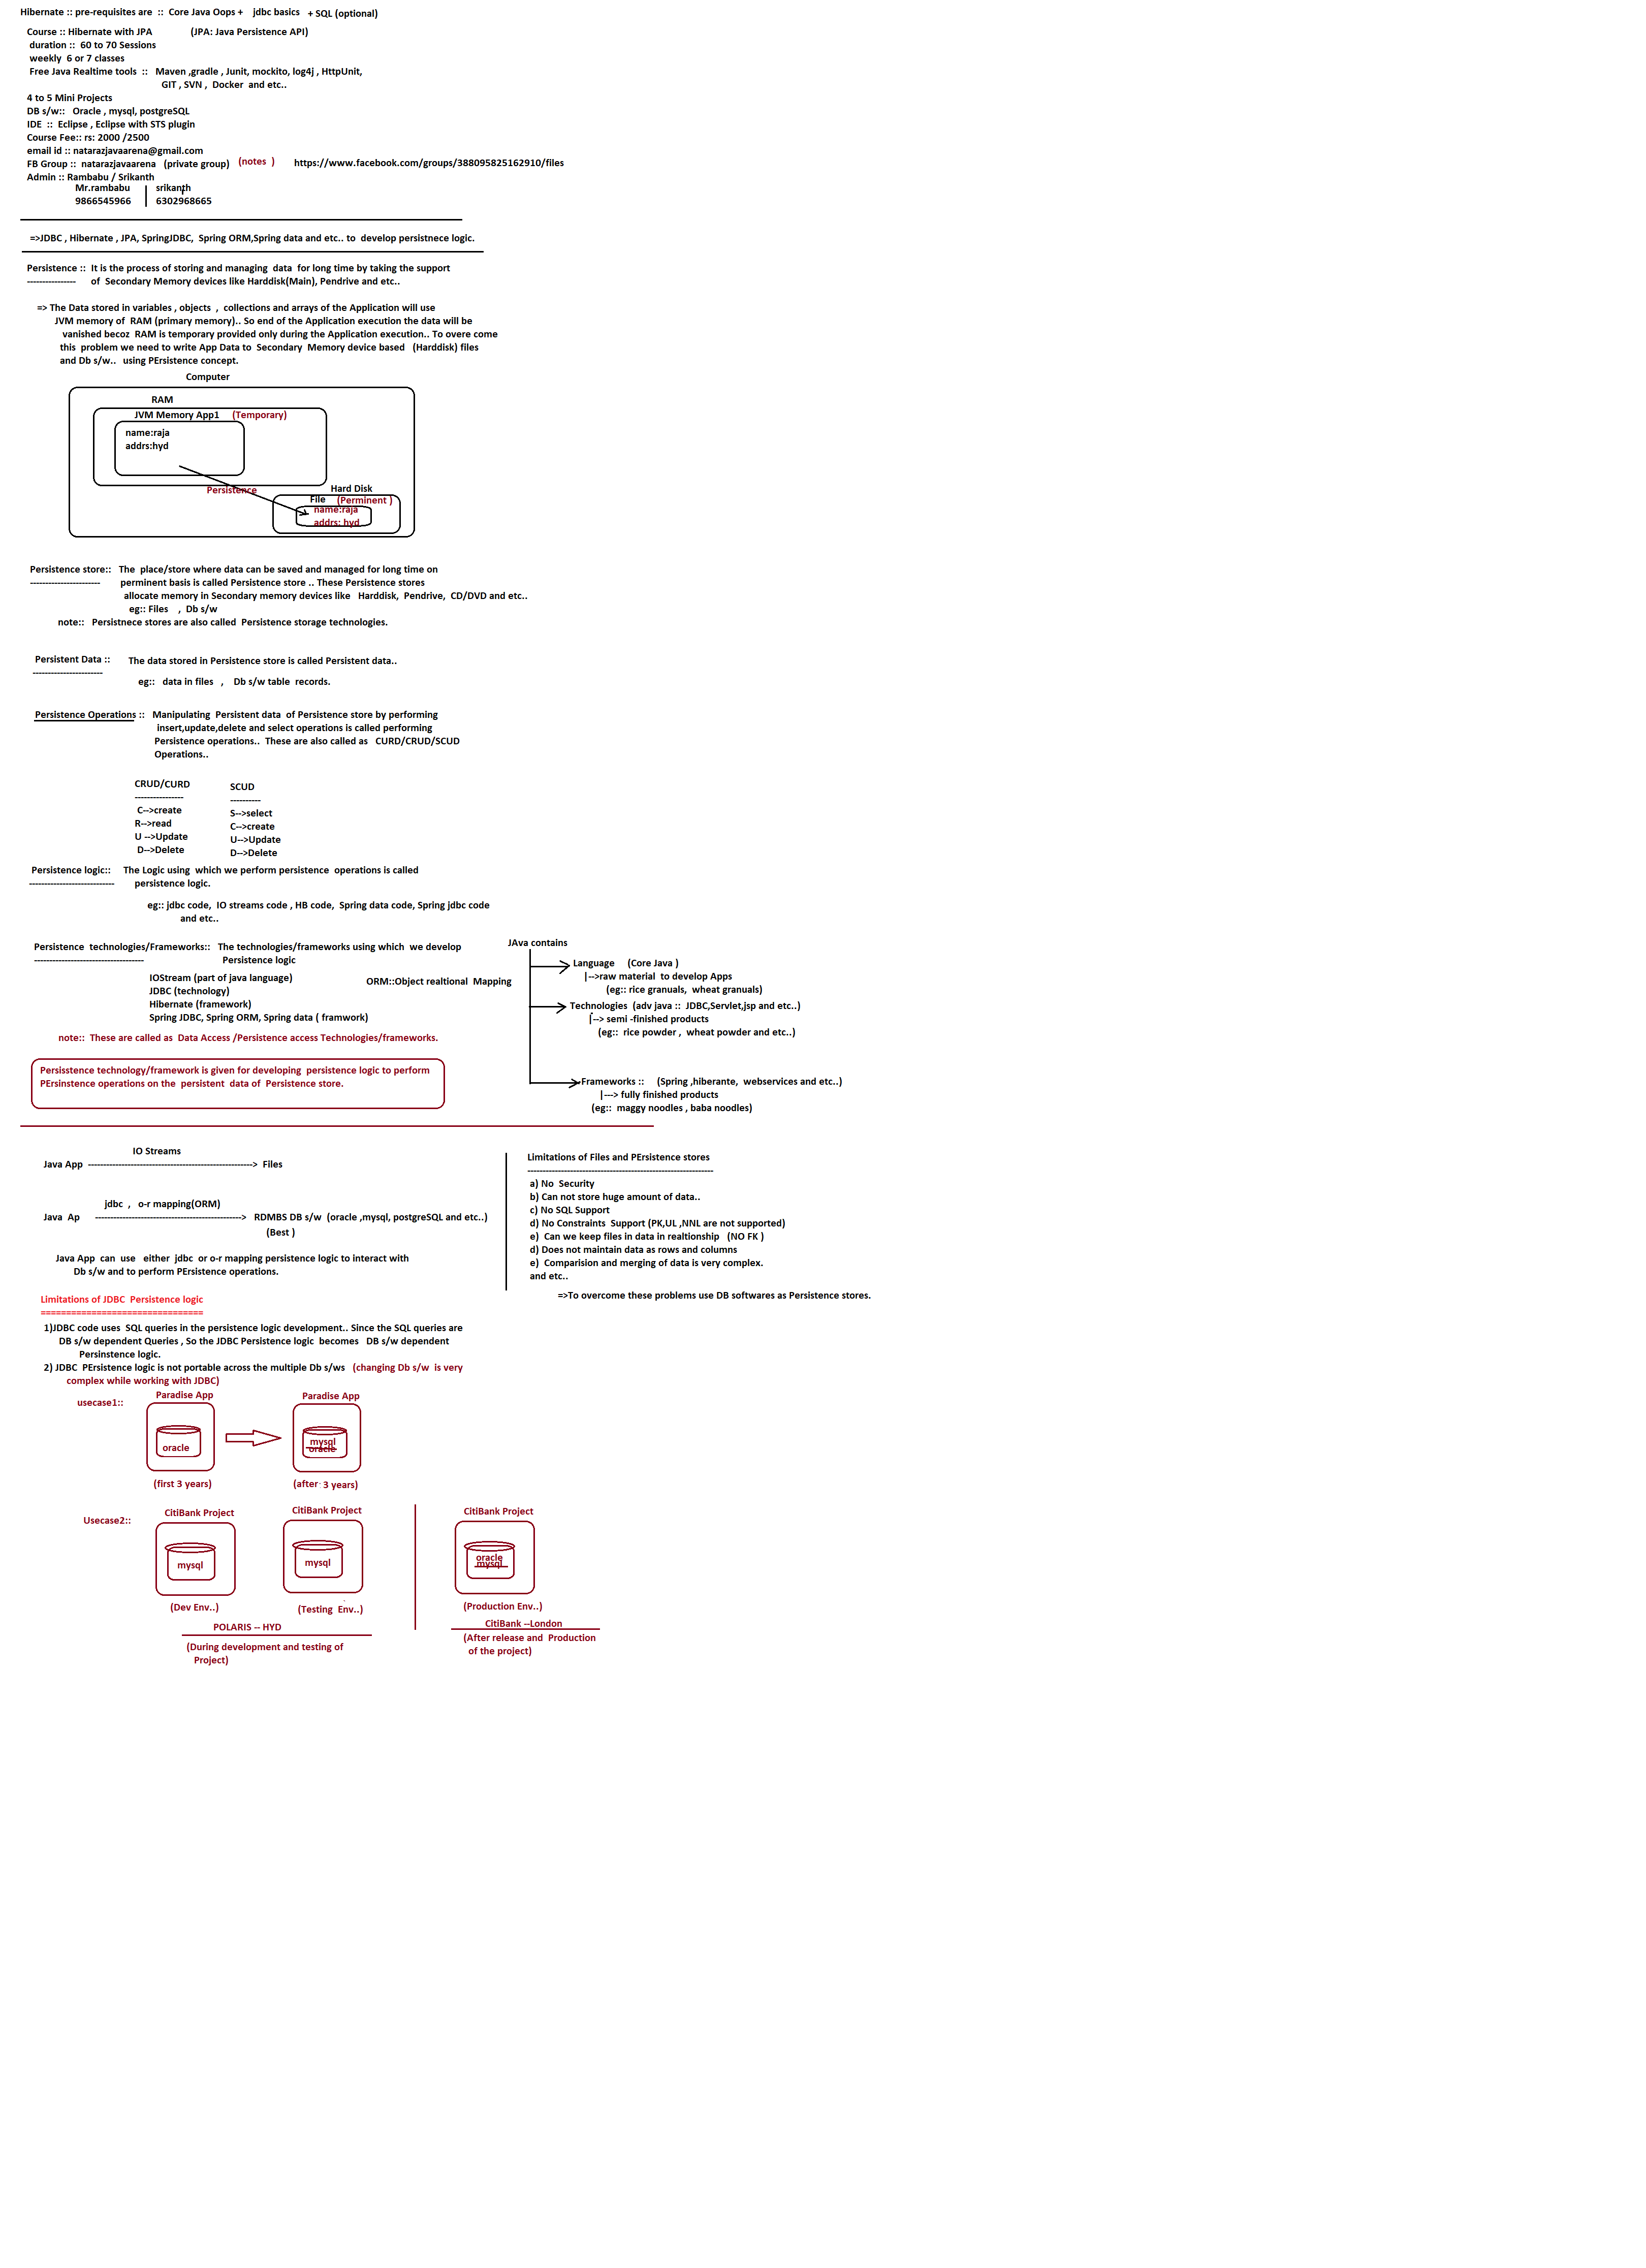 Hibernate :: pre-requisites are :: Core Java Oops + jdbc basics + SQL (optional)
Course :: Hibernate with JPA (JPA: Java Persistence API)
duration :: 60 to 70 Sessions
weekly 6 or 7 classes
Free Java Realtime tools :: Maven ,gradle , Junit, mockito, log4j , HttpUnit,
GIT , SVN , Docker and etc..
4 to 5 Mini Projects
DB s/w:: Oracle , mysql, postgreSQL
IDE :: Eclipse , Eclipse with STS plugin
Course Fee:: rs: 2000 /2500
email id :: natarazjavaarena@gmail.com
FB Group :: natarazjavaarena (private group) (notes ) https://www.facebook.com/groups/388095825162910/files
Admin :: Rambabu / Srikanth
Mr.rambabu srikanth
9866545966 6302968665
=>JDBC , Hibernate , JPA, SpringJDBC, Spring ORM,Spring data and etc.. to develop persistnece logic.
Persistence :: It is the process of storing and managing data for long time by taking the support
---------------- of Secondary Memory devices like Harddisk(Main), Pendrive and etc..
=> The Data stored in variables , objects , collections and arrays of the Application will use
JVM memory of RAM (primary memory).. So end of the Application execution the data will be
vanished becoz RAM is temporary provided only during the Application execution.. To overe come
this problem we need to write App Data to Secondary Memory device based (Harddisk) files
and Db s/w.. using PErsistence concept.
Computer
RAM
JVM Memory App1 (Temporary)
name:raja
addrs:hyd
Persistence
Hard Disk
File (Perminent )
name:raja
addrs: hyd
Persistence store:: The place/store where data can be saved and managed for long time on
----------------------- perminent basis is called Persistence store .. These Persistence stores
allocate memory in Secondary memory devices like Harddisk, Pendrive, CD/DVD and etc..
eg:: Files , Db s/w
note:: Persistnece stores are also called Persistence storage technologies.
Persistent Data :: The data stored in Persistence store is called Persistent data..
-----------------------
eg:: data in files , Db s/w table records.
Persistence Operations :: Manipulating Persistent data of Persistence store by performing
insert,update,delete and select operations is called performing
Persistence operations.. These are also called as CURD/CRUD/SCUD
Operations..
CRUD/CURD
----------------
C-->create
R-->read
U -->Update
D-->Delete
SCUD
----------
S-->select
C-->create
U-->Update
D-->Delete
Persistence logic:: The Logic using which we perform persistence operations is called
---------------------------- persistence logic.
eg:: jdbc code, IO streams code , HB code, Spring data code, Spring jdbc code
and etc..
Persistence technologies/Frameworks:: The technologies/frameworks using which we develop
------------------------------------ Persistence logic
IOStream (part of java language)
JDBC (technology)
Hibernate (framework)
Spring JDBC, Spring ORM, Spring data ( framwork)
ORM::Object realtional Mapping
note:: These are called as Data Access /Persistence access Technologies/frameworks.
Persisstence technology/framework is given for developing persistence logic to perform
PErsinstence operations on the persistent data of Persistence store.
JAva contains
Language (Core Java )
|-->raw material to develop Apps
(eg:: rice granuals, wheat granuals)
Technologies (adv java :: JDBC,Servlet,jsp and etc..)
|--> semi -finished products
(eg:: rice powder , wheat powder and etc..)
Frameworks :: (Spring ,hiberante, webservices and etc..)
|---> fully finished products
(eg:: maggy noodles , baba noodles)
IO Streams
Java App ------------------------------------------------------> Files
jdbc , o-r mapping(ORM)
Java Ap ------------------------------------------------> RDMBS DB s/w (oracle ,mysql, postgreSQL and etc..)
(Best )
Java App can use either jdbc or o-r mapping persistence logic to interact with
Db s/w and to perform PErsistence operations.
Limitations of Files and PErsistence stores
-------------------------------------------------------------
a) No Security
b) Can not store huge amount of data..
c) No SQL Support
d) No Constraints Support (PK,UL ,NNL are not supported)
e) Can we keep files in data in realtionship (NO FK )
d) Does not maintain data as rows and columns
e) Comparision and merging of data is very complex.
and etc..
=>To overcome these problems use DB softwares as Persistence stores.
Limitations of JDBC Persistence logic
================================
1)JDBC code uses SQL queries in the persistence logic development.. Since the SQL queries are
DB s/w dependent Queries , So the JDBC Persistence logic becomes DB s/w dependent
Persinstence logic.
2) JDBC PErsistence logic is not portable across the multiple Db s/ws (changing Db s/w is very
complex while working with JDBC)
usecase1::
Paradise App
oracle
(first 3 years)
Paradise App
mysql
oracle
(after 3 years)
Usecase2::
CitiBank Project
mysql
(Dev Env..)
CitiBank Project
mysql
(Testing Env..)
POLARIS -- HYD
(During development and testing of
Project)
CitiBank Project
oracle
mysql
(Production Env..)
CitiBank --London
(After release and Production
of the project)